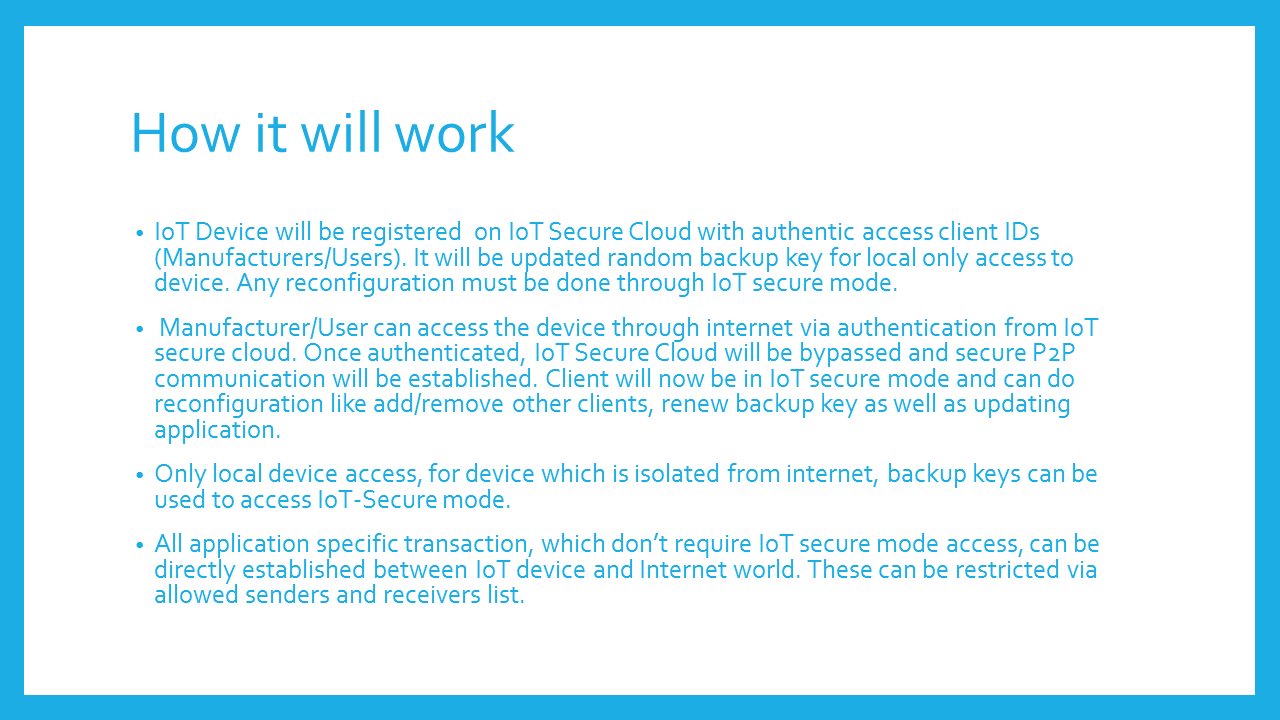 How it will work
• IoT Device will be registered on IoT Secure Cloud with authentic access client IDs
(Manufacturers/Users). It will be updated random backup key for local only access to
device. Any reconfiguration must be done through IoT secure mode.
• Manufacturer/User can access the device through internet via authentication from IoT
secure cloud. Once authenticated, IoT Secure Cloud will be bypassed and secure P2P
communication will be established. Client will now be in IoT secure mode and can do
reconfiguration like add/remove other clients, renew backup key as well as updating
application.
• Only local device access, for device which is isolated from internet, backup keys can be
used to access IoT-Secure mode.
• All application specific transaction, which don’t require IoT secure mode access, can be
directly established between IoT device and Internet world. These can be restricted via
allowed senders and receivers list.